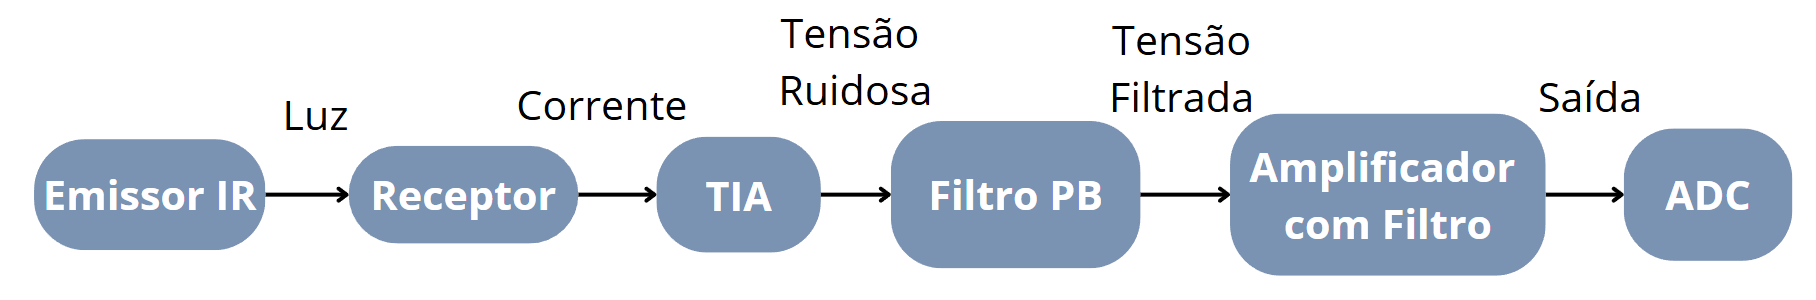 Emissor IR
Luz
Receptor
Corrente
TIA
Tensão
Ruidosa
Filtro PB
Tensão
Filtrada
Amplificador
com Filtro
Saída
ADC